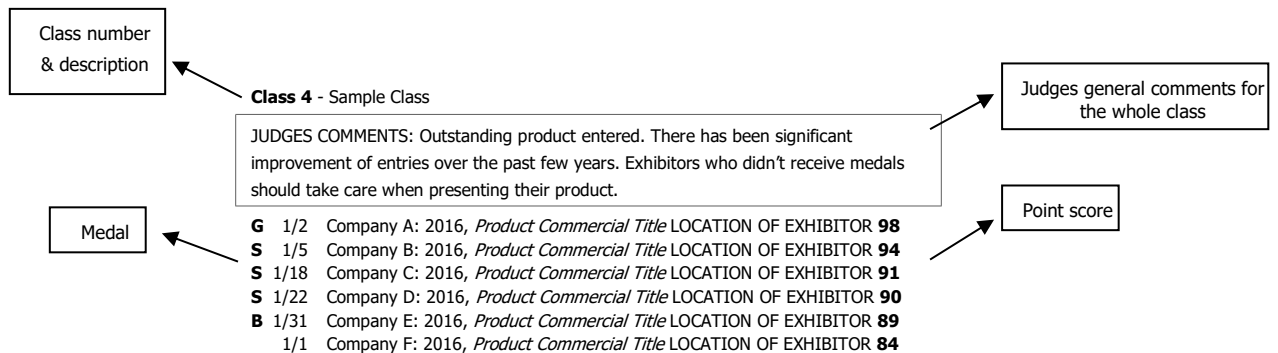 Class number
& description
Class 4 - Sample Class
Judges general comments for
the whole class
JUDGES COMMENTS: Outstanding product entered. There has been significant
improvement of entries over the past few years. Exhibitors who didn’t receive medals
should take care when presenting their product.
Medal
Point score
G 1/2 Company A: 2016, Product Commercial Title LOCATION OF EXHIBITOR 98
S 1/5 Company B: 2016, Product Commercial Title LOCATION OF EXHIBITOR 94
S 1/18 Company C: 2016, Product Commercial Title LOCATION OF EXHIBITOR 91
S 1/22 Company D: 2016, Product Commercial Title LOCATION OF EXHIBITOR 90
B 1/31 Company E: 2016, Product Commercial Title LOCATION OF EXHIBITOR 89
1/1 Company F: 2016, Product Commercial Title LOCATION OF EXHIBITOR 84